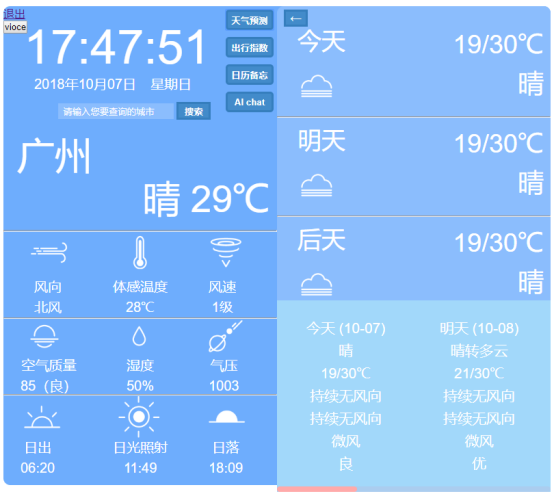 退出
vioce
17:47:51
2018年10月07日 星期日
请输入您要查询的城市 搜索
天气预测
出行指数
日历备忘
AI chat
广州
晴 29℃
风向 体感温度 风速
北风 28℃ 1级
空气质量 湿度 气压
85（良） 50% 1003
日出 日光照射 日落
06:20 11:49 18:09
←
今天 19/30℃
晴
明天 19/30℃
晴
后天 19/30℃
晴
今天 (10-07) 明天 (10-08)
晴 晴转多云
19/30℃ 21/30℃
持续无风向 持续无风向
持续无风向 持续无风向
微风 微风
良 优